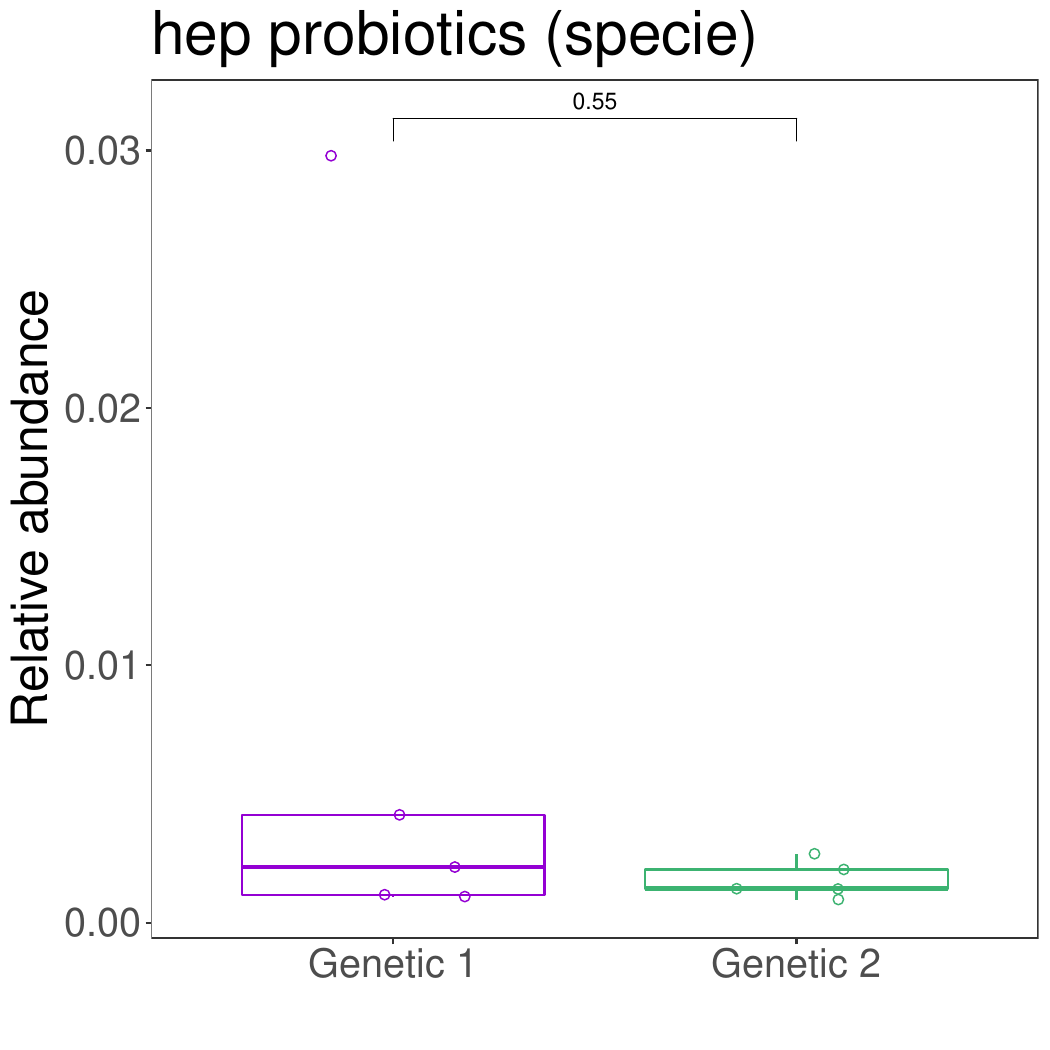 hep probiotics (specie)
0.55
0.03
0.02
0.01
0.00
Relative abundance
Genetic 1
Genetic 2